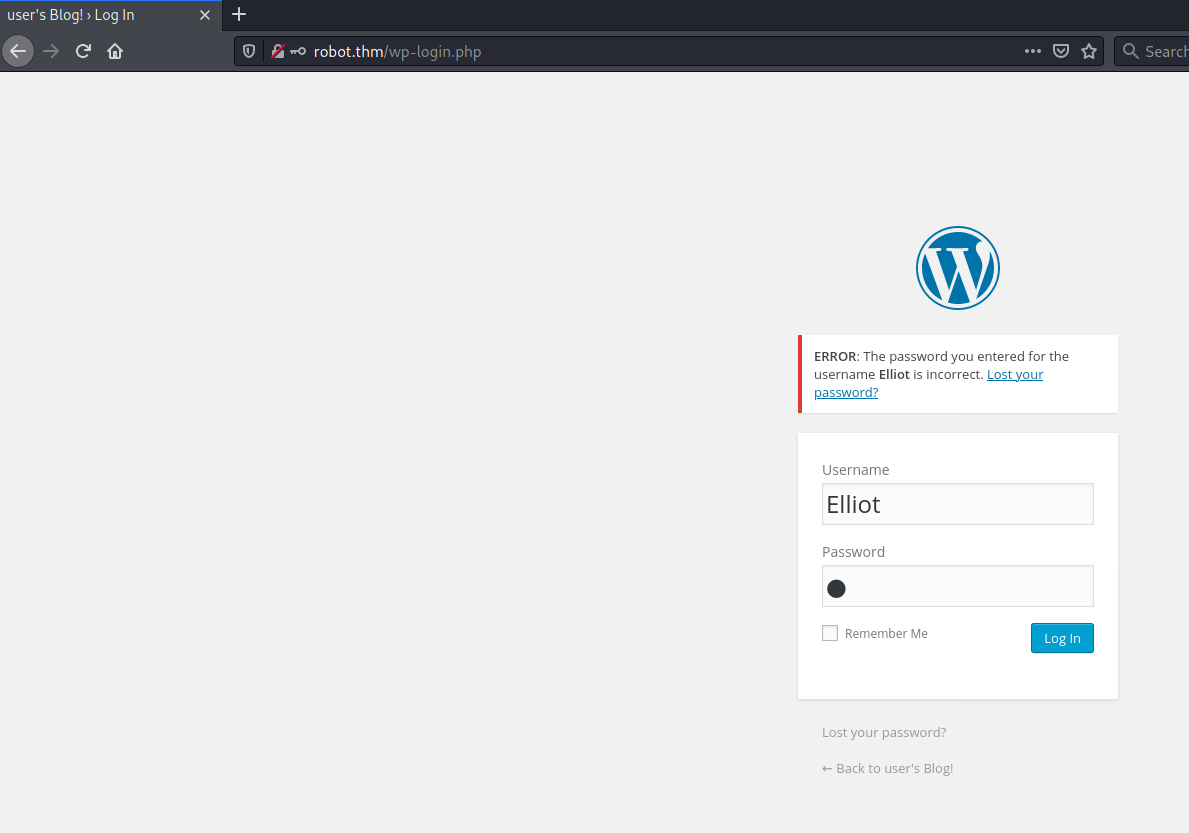 user's Blog! › Log In
robot.thm/wp-login.php
Search
ERROR: The password you entered for the
username Elliot is incorrect. Lost your
password?
Username
Elliot
Password
Remember Me
Log In
Lost your password?
← Back to user's Blog!